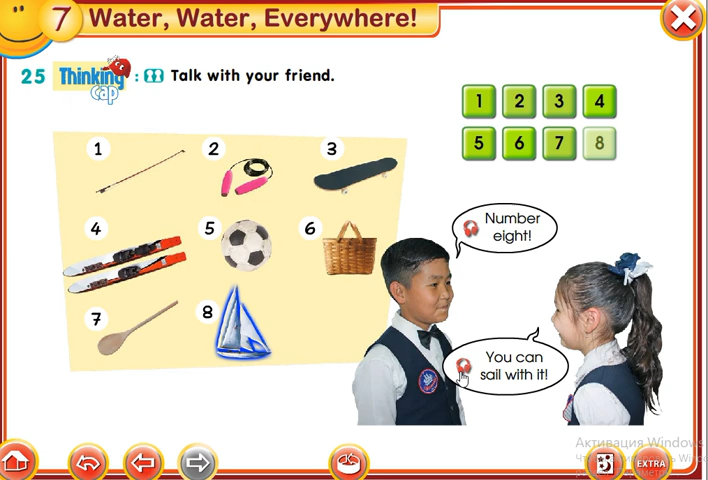 7 Water, Water, Everywhere!
25 Thinking Cap : Talk with your friend.
1 2 3 4
5 6 7 8
1 2 3
4 5 6
7 8
Number
eight!
You can
sail with it!
Активация Windows
EXTRA